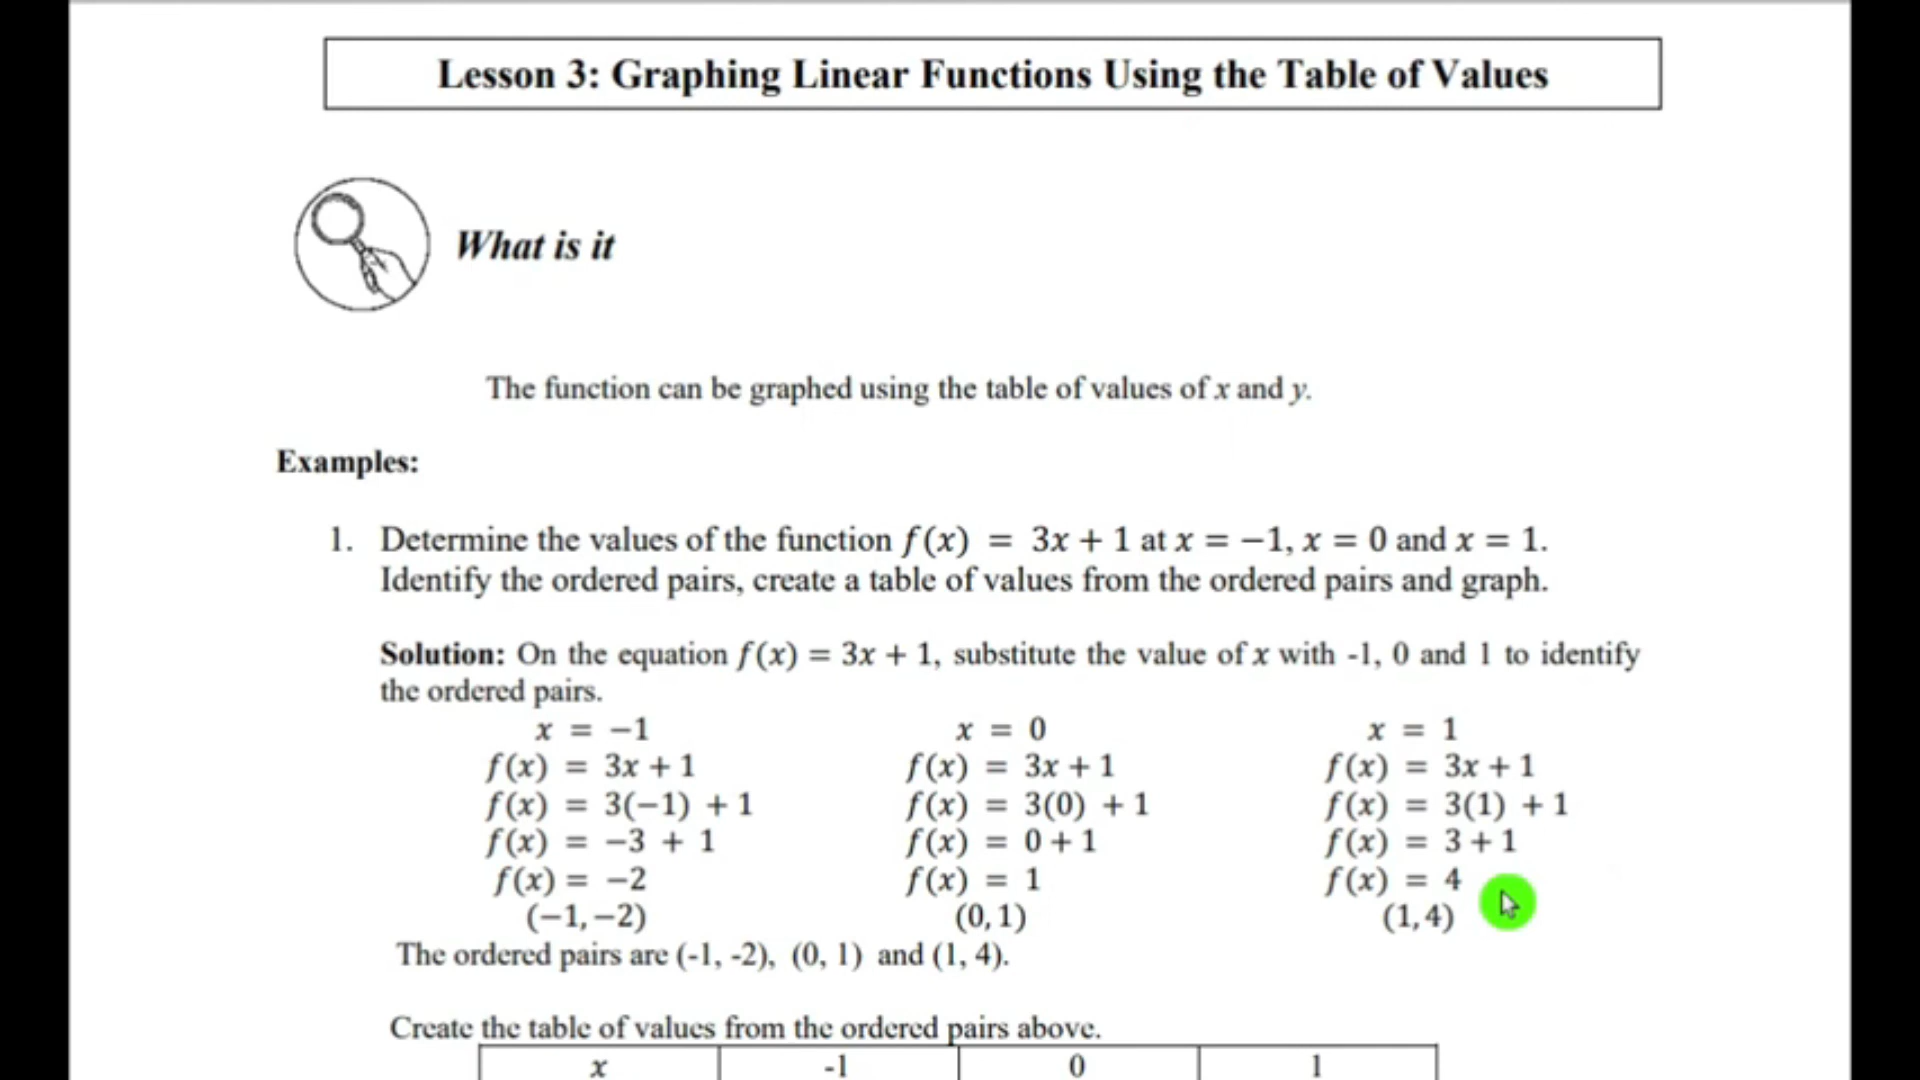 Lesson 3: Graphing Linear Functions Using the Table of Values
What is it
The function can be graphed using the table of values of x and y.
Examples:
1. Determine the values of the function f(x) = 3x + 1 at x = −1, x = 0 and x = 1.
Identify the ordered pairs, create a table of values from the ordered pairs and graph.
Solution: On the equation f(x) = 3x + 1, substitute the value of x with -1, 0 and 1 to identify
the ordered pairs.
x = −1 x = 0 x = 1
f(x) = 3x + 1 f(x) = 3x + 1 f(x) = 3x + 1
f(x) = 3(−1) + 1 f(x) = 3(0) + 1 f(x) = 3(1) + 1
f(x) = −3 + 1 f(x) = 0 + 1 f(x) = 3 + 1
f(x) = −2 f(x) = 1 f(x) = 4
(−1, −2) (0, 1) (1, 4)
The ordered pairs are (-1, -2), (0, 1) and (1, 4).
Create the table of values from the ordered pairs above.
x -1 0 1